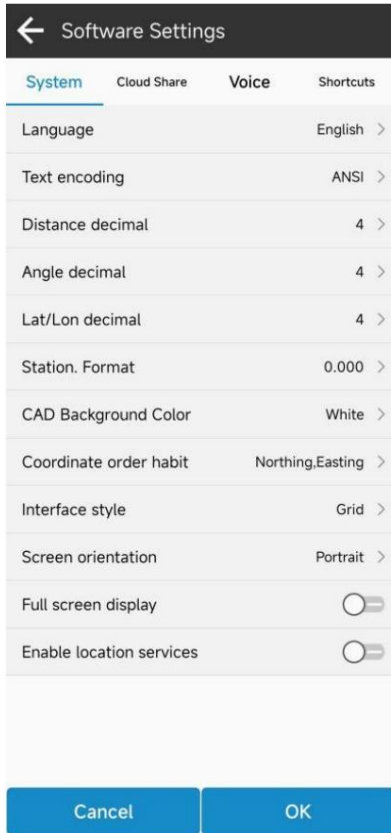 Software Settings
System Cloud Share Voice Shortcuts
Language English
Text encoding ANSI
Distance decimal 4
Angle decimal 4
Lat/Lon decimal 4
Station. Format 0.000
CAD Background Color White
Coordinate order habit Northing,Easting
Interface style Grid
Screen orientation Portrait
Full screen display
Enable location services
Cancel OK